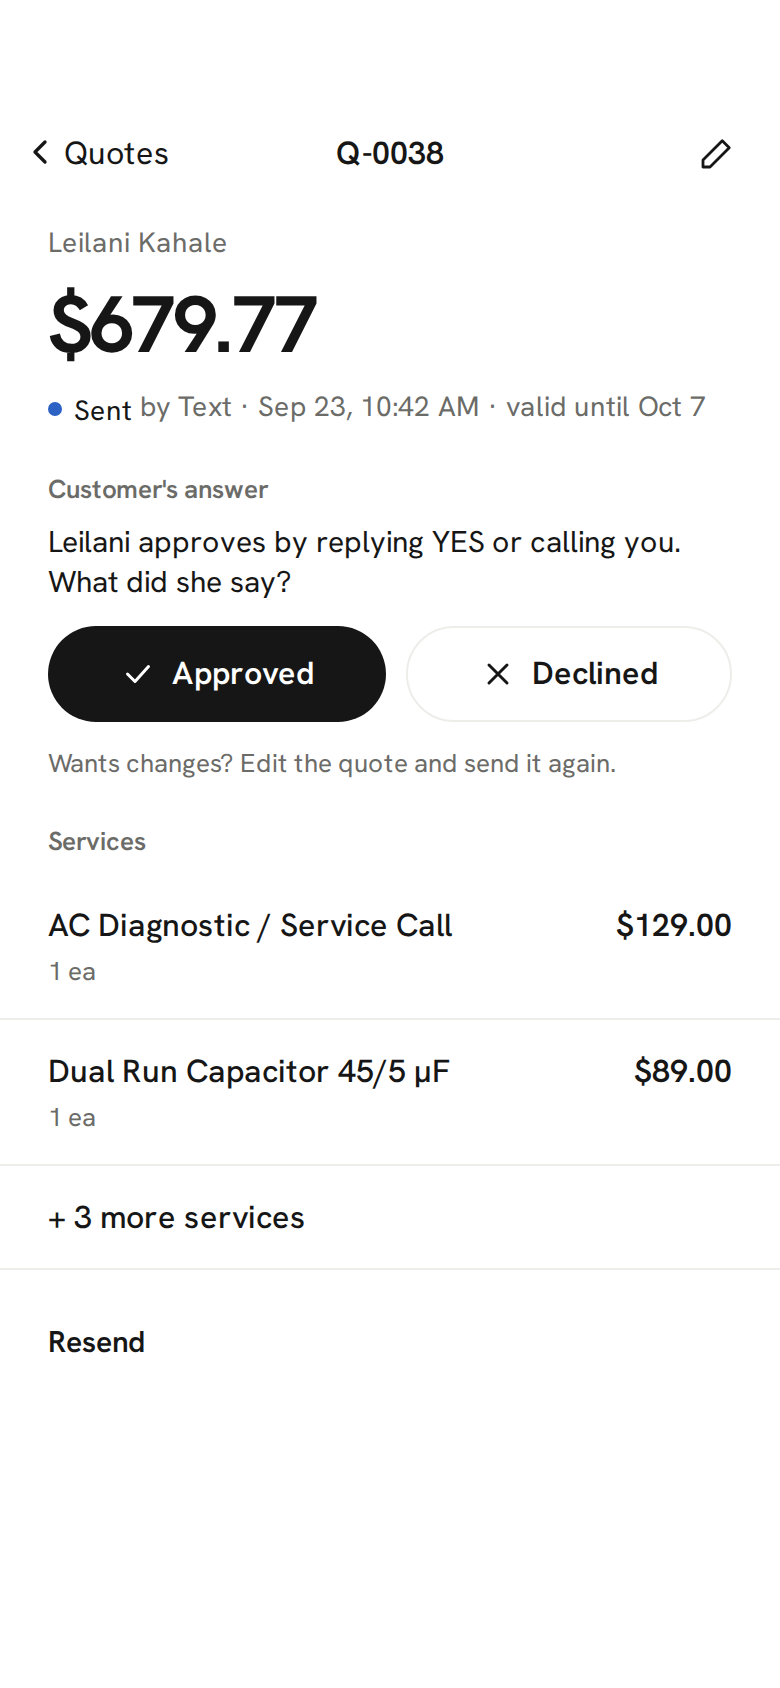 Quotes
Q-0038
Leilani Kahale
$679.77
Sent by Text · Sep 23, 10:42 AM · valid until Oct 7
Customer's answer
Leilani approves by replying YES or calling you.
What did she say?
Approved
Declined
Wants changes? Edit the quote and send it again.
Services
AC Diagnostic / Service Call $129.00
1 ea
Dual Run Capacitor 45/5 µF $89.00
1 ea
+ 3 more services
Resend